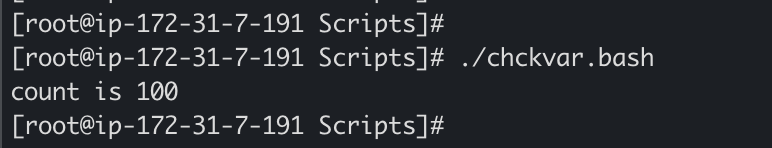 [root@ip-172-31-7-191 Scripts]#
[root@ip-172-31-7-191 Scripts]# ./chckvar.bash
count is 100
[root@ip-172-31-7-191 Scripts]#